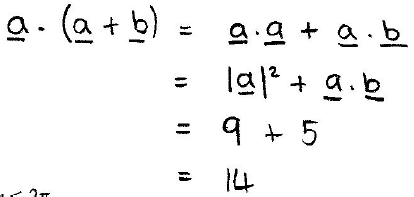 a̲ . (a̲ + b̲) = a̲ . a̲ + a̲ . b̲
= |a̲|² + a̲ . b̲
= 9 + 5
= 14